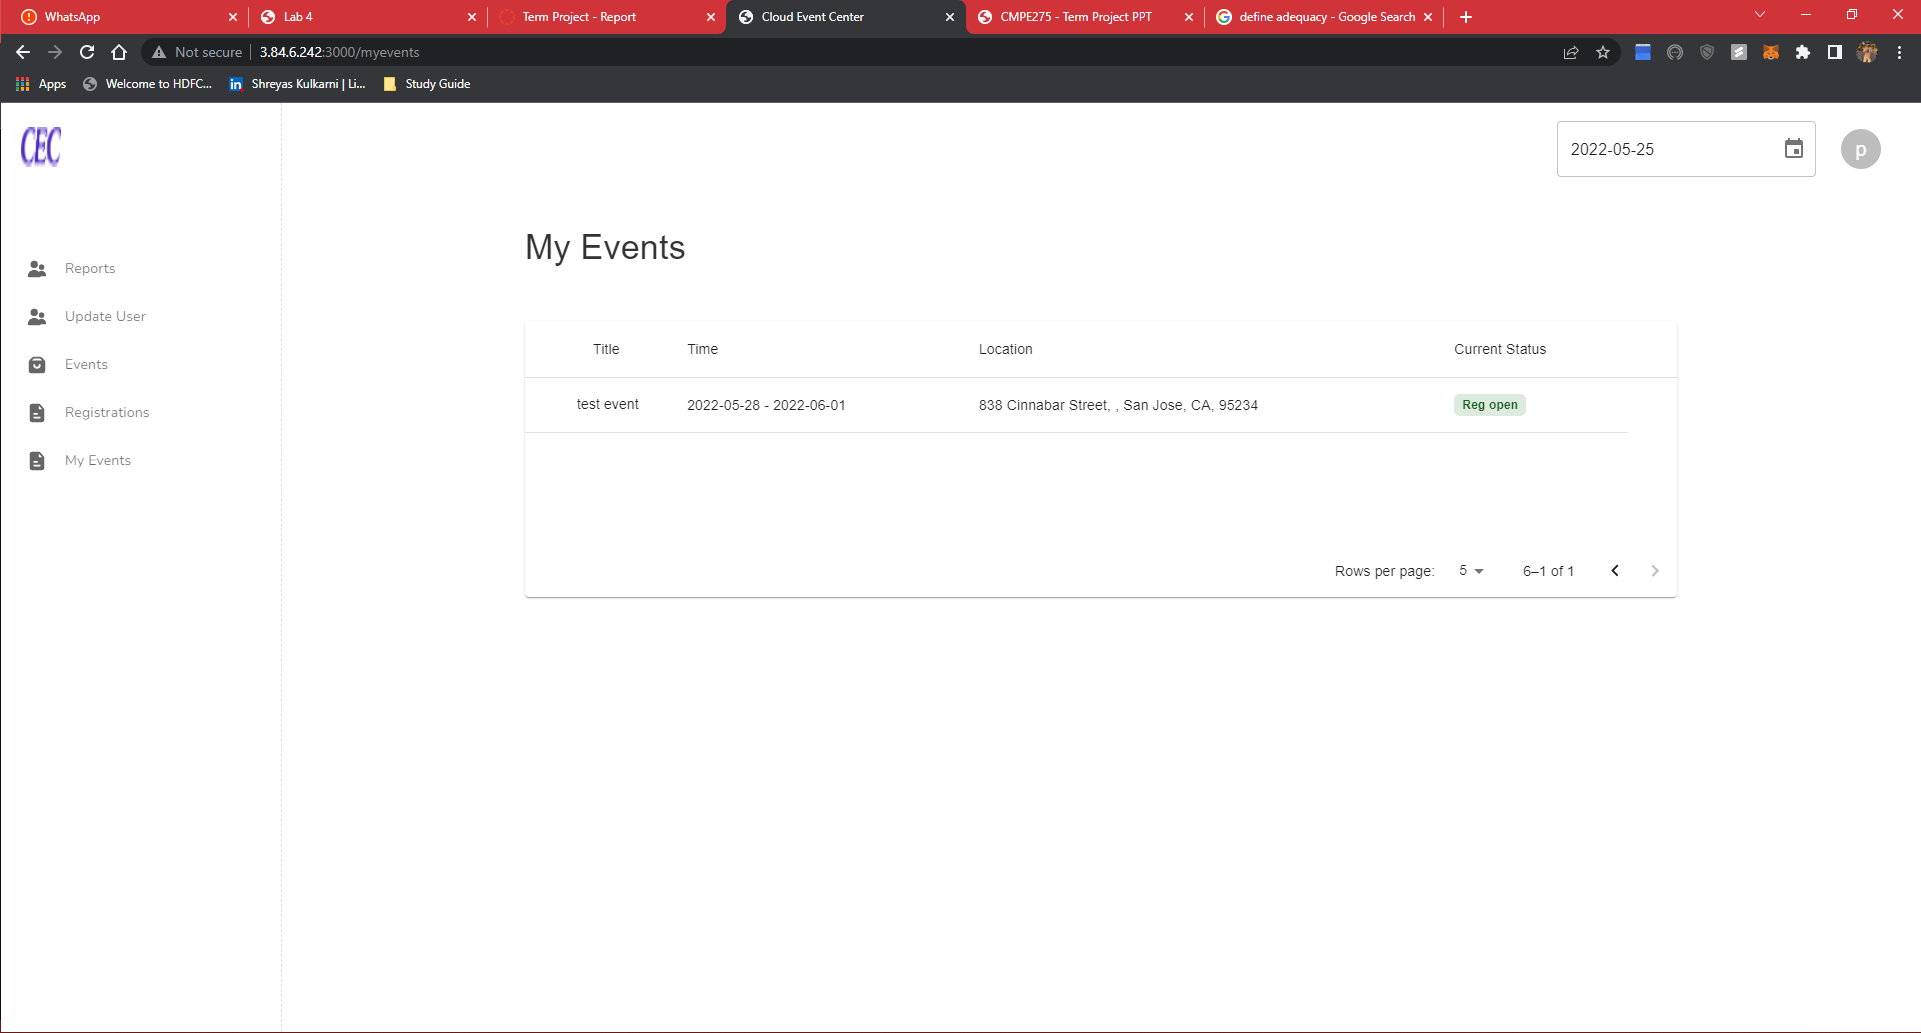 WhatsApp
Lab 4
Term Project - Report
Cloud Event Center
CMPE275 - Term Project PPT
define adequacy - Google Search
Not secure
3.84.6.242:3000/myevents
Apps
Welcome to HDFC...
in
Shreyas Kulkarni | Li...
Study Guide
CEC
2022-05-25
p
Reports
Update User
Events
Registrations
My Events
My Events
Title Time Location Current Status
test event 2022-05-28 - 2022-06-01 838 Cinnabar Street, , San Jose, CA, 95234 Reg open
Rows per page: 5 6–1 of 1